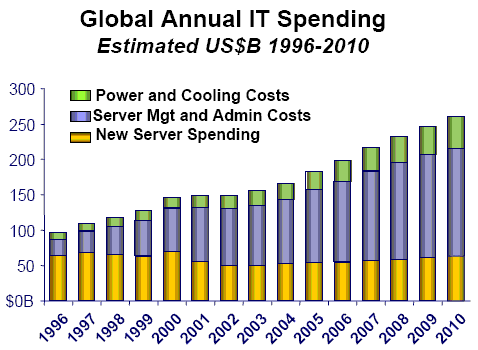 Global Annual IT Spending
Estimated US$B 1996-2010
300
250
200
150
100
50
$0B
Power and Cooling Costs
Server Mgt and Admin Costs
New Server Spending
1996 1997 1998 1999 2000 2001 2002 2003 2004 2005 2006 2007 2008 2009 2010